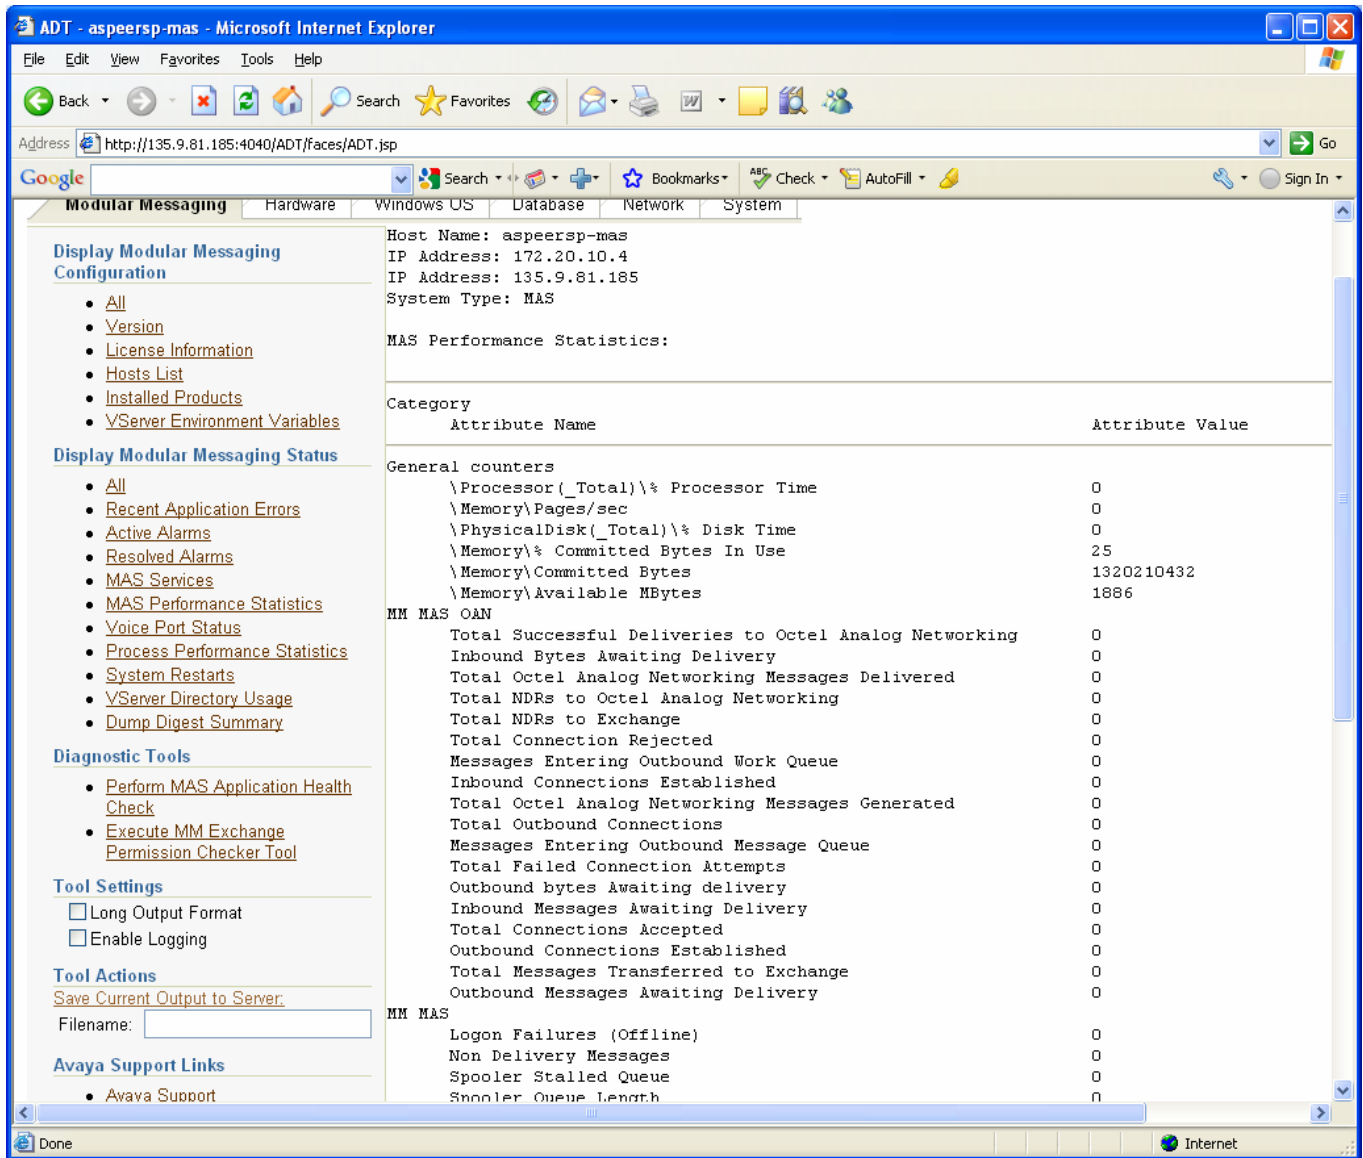 ADT - aspeersp-mas - Microsoft Internet Explorer
File Edit View Favorites Tools Help
Back Search Favorites
Address http://135.9.81.185:4040/ADT/faces/ADT.jsp Go
Google Search Bookmarks ABC Check AutoFill Sign In
Modular Messaging Hardware Windows OS Database Network System
Display Modular Messaging
Configuration
All
Version
License Information
Hosts List
Installed Products
VServer Environment Variables
Display Modular Messaging Status
All
Recent Application Errors
Active Alarms
Resolved Alarms
MAS Services
MAS Performance Statistics
Voice Port Status
Process Performance Statistics
System Restarts
VServer Directory Usage
Dump Digest Summary
Diagnostic Tools
Perform MAS Application Health
Check
Execute MM Exchange
Permission Checker Tool
Tool Settings
Long Output Format
Enable Logging
Tool Actions
Save Current Output to Server:
Filename:
Avaya Support Links
Avaya Support
Host Name: aspeersp-mas
IP Address: 172.20.10.4
IP Address: 135.9.81.185
System Type: MAS
MAS Performance Statistics:
Category
Attribute Name Attribute Value
General counters
\Processor(_Total)\% Processor Time 0
\Memory\Pages/sec 0
\PhysicalDisk(_Total)\% Disk Time 0
\Memory\% Committed Bytes In Use 25
\Memory\Committed Bytes 1320210432
\Memory\Available MBytes 1886
MM MAS OAN
Total Successful Deliveries to Octel Analog Networking 0
Inbound Bytes Awaiting Delivery 0
Total Octel Analog Networking Messages Delivered 0
Total NDRs to Octel Analog Networking 0
Total NDRs to Exchange 0
Total Connection Rejected 0
Messages Entering Outbound Work Queue 0
Inbound Connections Established 0
Total Octel Analog Networking Messages Generated 0
Total Outbound Connections 0
Messages Entering Outbound Message Queue 0
Total Failed Connection Attempts 0
Outbound bytes Awaiting delivery 0
Inbound Messages Awaiting Delivery 0
Total Connections Accepted 0
Outbound Connections Established 0
Total Messages Transferred to Exchange 0
Outbound Messages Awaiting Delivery 0
MM MAS
Logon Failures (Offline) 0
Non Delivery Messages 0
Spooler Stalled Queue 0
Spooler Queue Length 0
Done Internet